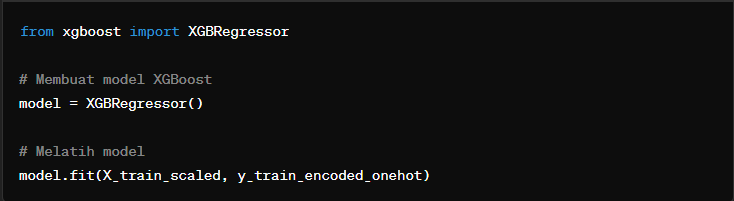 from xgboost import XGBRegressor
# Membuat model XGBoost
model = XGBRegressor()
# Melatih model
model.fit(X_train_scaled, y_train_encoded_onehot)